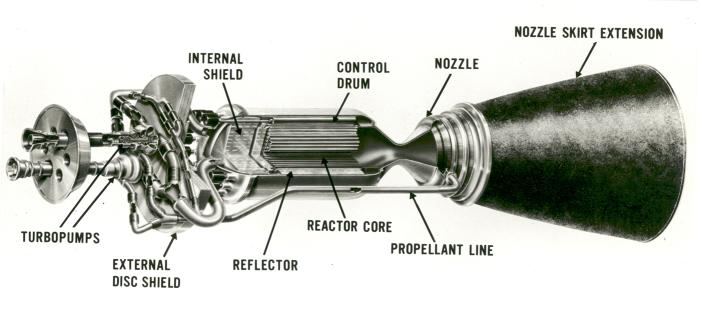 NOZZLE SKIRT EXTENSION
INTERNAL
SHIELD
CONTROL
DRUM
NOZZLE
TURBOPUMPS
EXTERNAL
DISC SHIELD
REFLECTOR
REACTOR CORE
PROPELLANT LINE